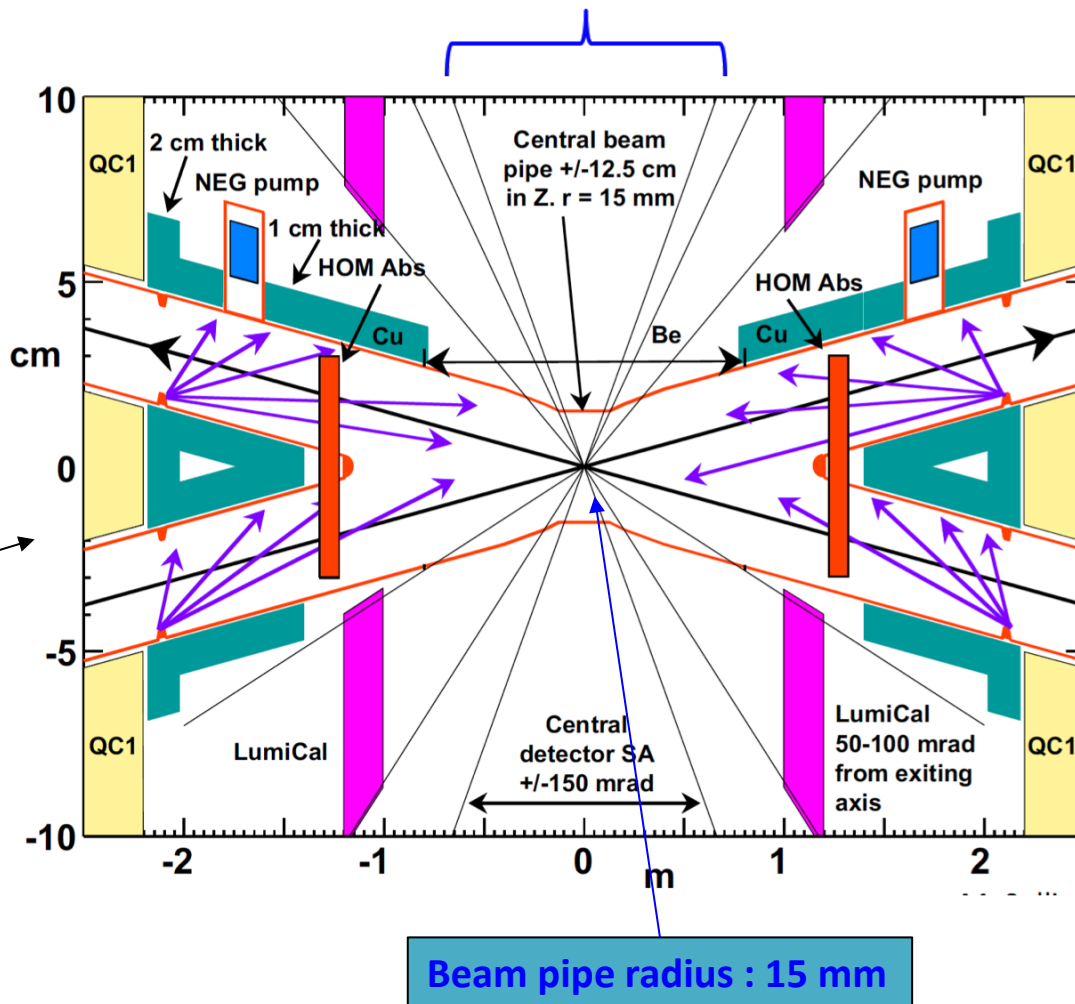 10
5
cm
0
-5
-10
-2
-1
0
1
2
m
QC1
2 cm thick
NEG pump
1 cm thick
HOM Abs
Cu
Central beam
pipe +/-12.5 cm
in Z. r = 15 mm
Be
Cu
HOM Abs
NEG pump
QC1
QC1
LumiCal
Central
detector SA
+/-150 mrad
LumiCal
50-100 mrad
from exiting
axis
QC1
Beam pipe radius : 15 mm